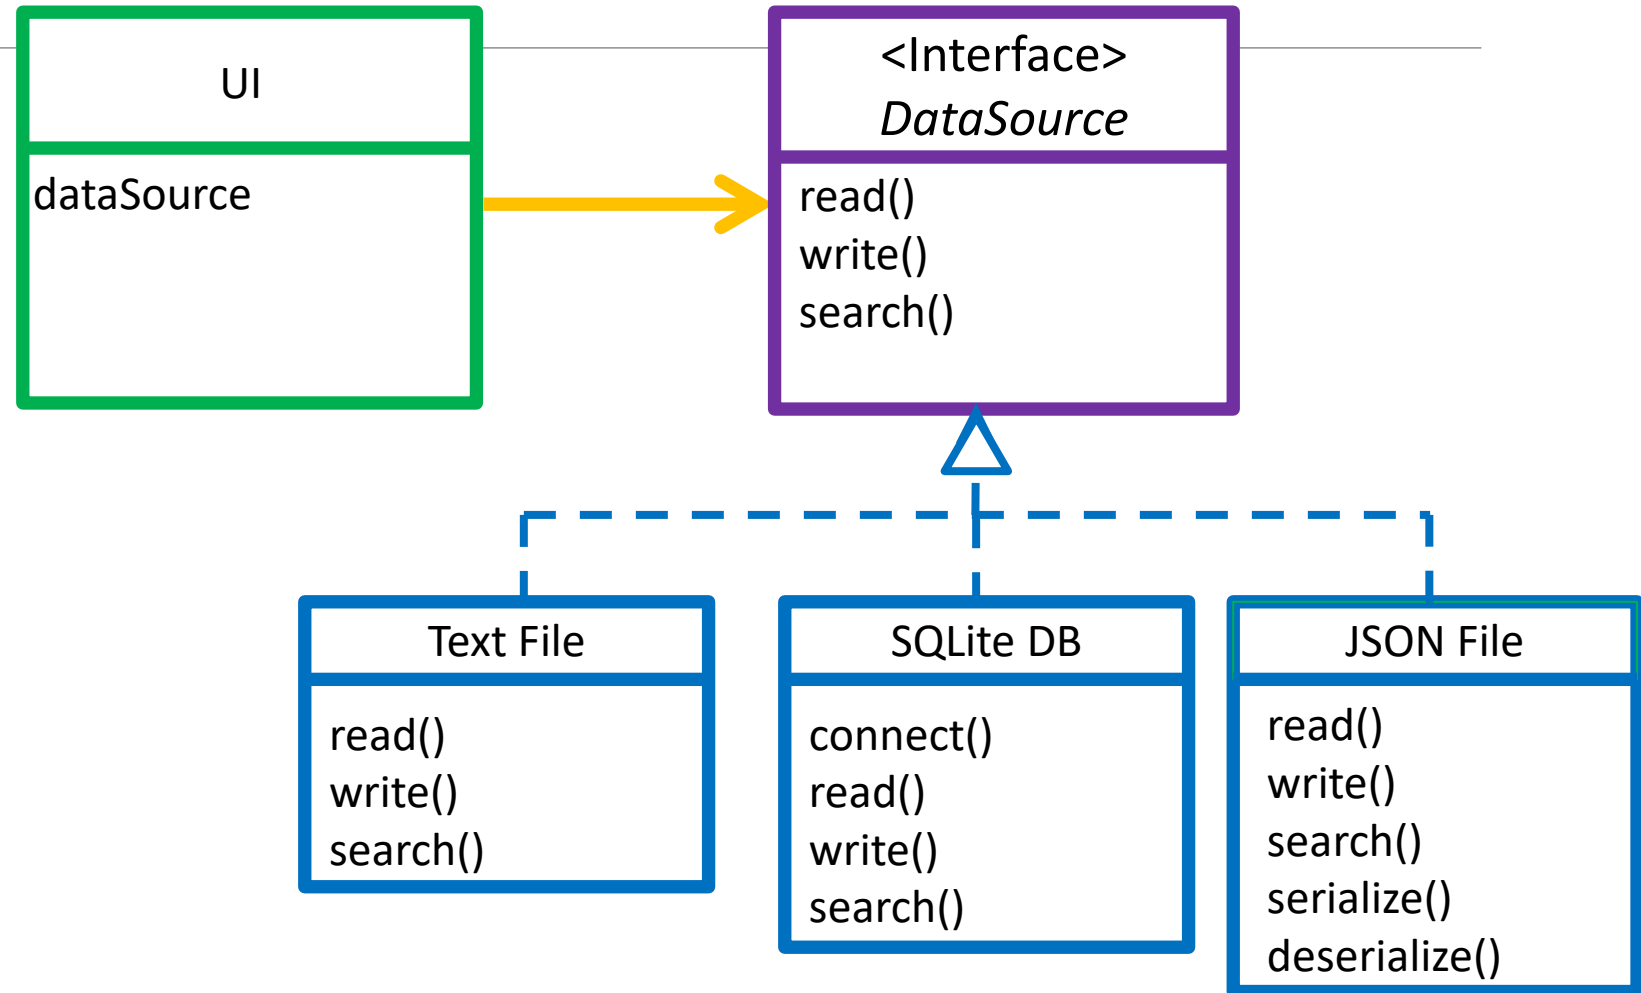 UI
dataSource
<Interface>
DataSource
read()
write()
search()
Text File
read()
write()
search()
SQLite DB
connect()
read()
write()
search()
JSON File
read()
write()
search()
serialize()
deserialize()